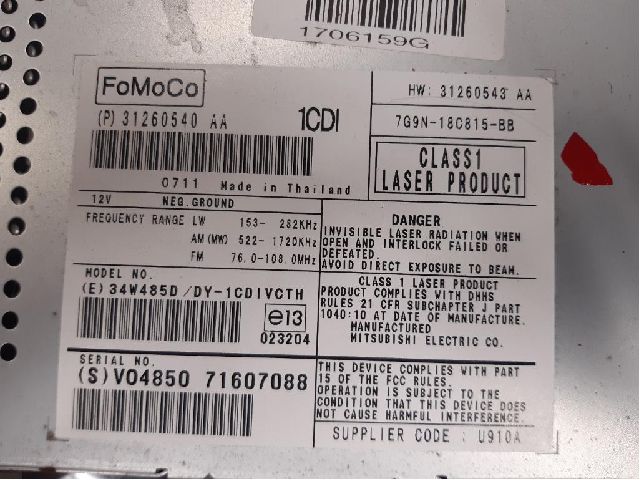 1706159G
FoMoCo
(P) 31260540 AA
1CDI
0711 Made in Thailand
HW: 31260543 AA
7G9N-18C815-BB
CLASS1
LASER PRODUCT
12V NEG.GROUND
FREQUENCY RANGE LW 153- 282KHz
AM(MW) 522-1720KHz
FM 76.0-108.0MHz
MODEL NO.
(E) 34W485D/DY-1CDIVCTH
e13
023204
SERIAL NO.
(S) V04850 71607088
DANGER
INVISIBLE LASER RADIATION WHEN
OPEN AND INTERLOCK FAILED OR
DEFEATED.
AVOID DIRECT EXPOSURE TO BEAM.
CLASS 1 LASER PRODUCT
PRODUCT COMPLIES WITH DHHS
RULES 21 CFR SUBCHAPTER J PART
1040:10 AT DATE OF MANUFACTURE.
MANUFACTURED
MITSUBISHI ELECTRIC CO.
THIS DEVICE COMPLIES WITH PART
15 OF THE FCC RULES.
OPERATION IS SUBJECT TO THE
CONDITION THAT THIS DEVICE DOES
NOT CAUSE HARMFUL INTERFERENCE.
SUPPLIER CODE : U910A